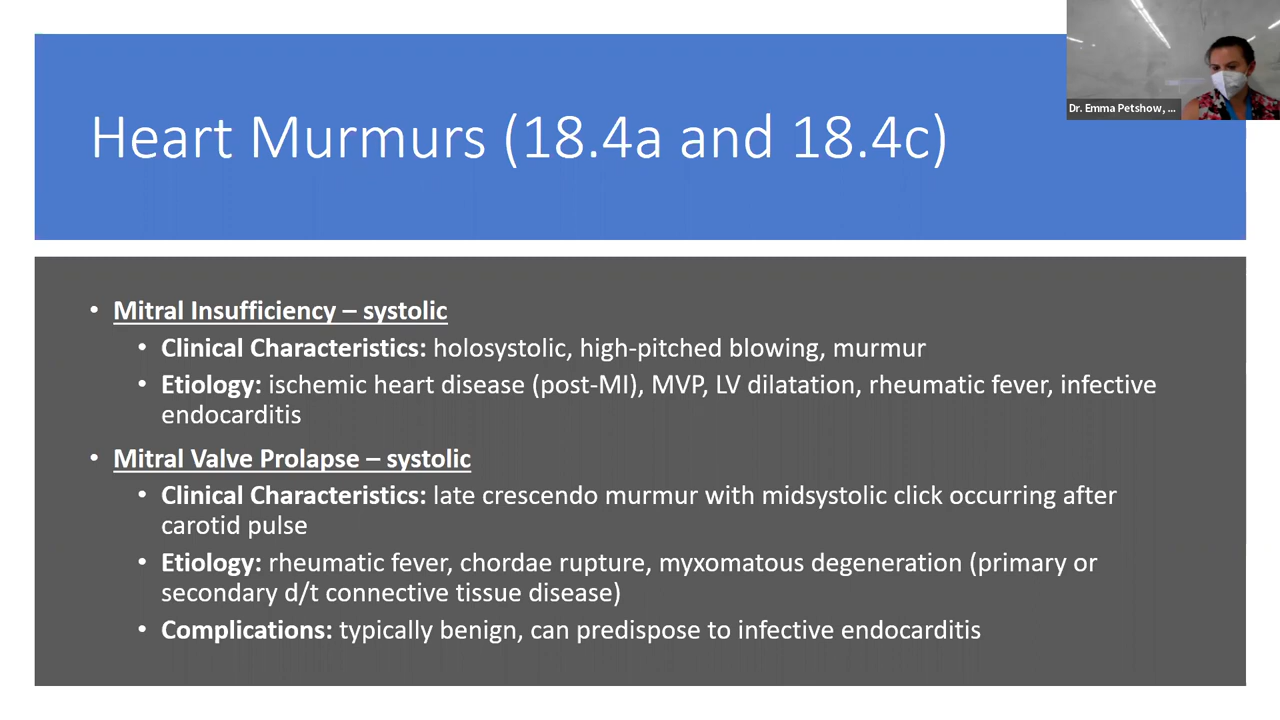 Dr. Emma Petshow, ...
Heart Murmurs (18.4a and 18.4c)
• Mitral Insufficiency – systolic
• Clinical Characteristics: holosystolic, high-pitched blowing, murmur
• Etiology: ischemic heart disease (post-MI), MVP, LV dilatation, rheumatic fever, infective
endocarditis
• Mitral Valve Prolapse – systolic
• Clinical Characteristics: late crescendo murmur with midsystolic click occurring after
carotid pulse
• Etiology: rheumatic fever, chordae rupture, myxomatous degeneration (primary or
secondary d/t connective tissue disease)
• Complications: typically benign, can predispose to infective endocarditis